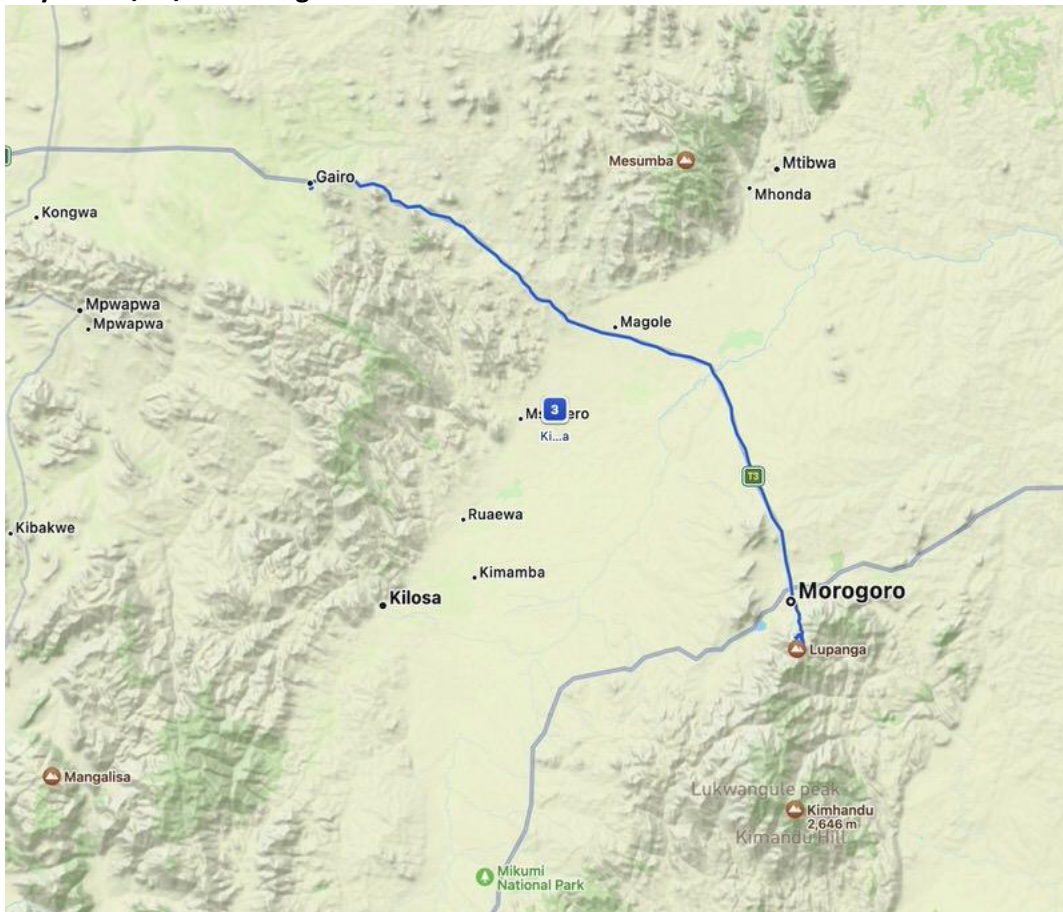 Mesumba
Mtibwa
Mhonda
Gairo
Kongwa
Mpwapwa
Mpwapwa
Magole
3
Ki...a
T3
Ruaewa
Kibakwe
Kimamba
Kilosa
Morogoro
Lupanga
Mangalisa
Lukwangule peak
Kimhandu
2,646 m
Kimandu Hill
Mikumi
National Park